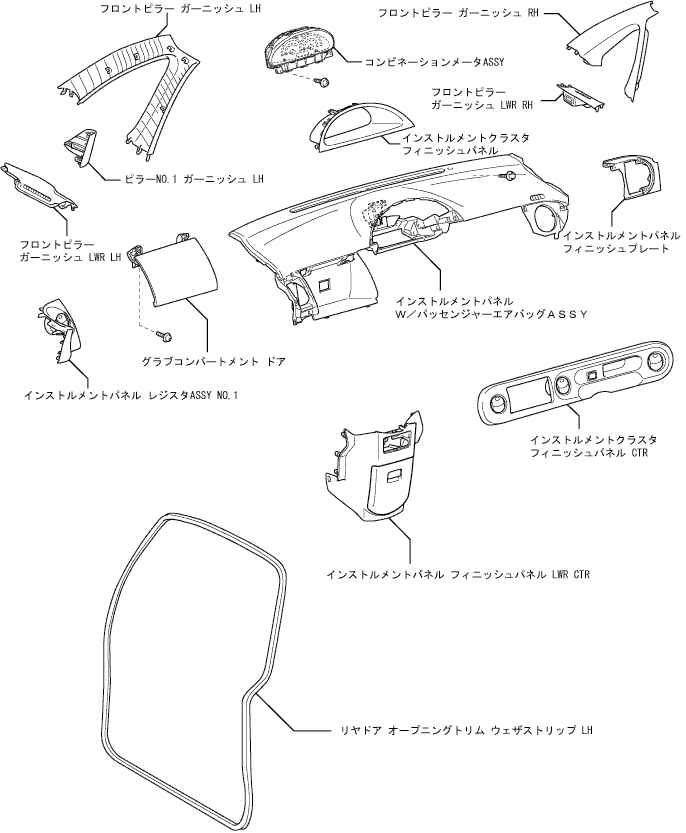 フロントピラー ガーニッシュ LH
フロントピラー ガーニッシュ RH
コンビネーションメータASSY
フロントピラー
ガーニッシュ LWR RH
インストルメントクラスタ
フィニッシュパネル
ピラーNO.1 ガーニッシュ LH
フロントピラー
ガーニッシュ LWR LH
インストルメントパネル
フィニッシュプレート
インストルメントパネル
W/パッセンジャーエアバッグASSY
グラブコンパートメント ドア
インストルメントパネル レジスタASSY NO.1
インストルメントクラスタ
フィニッシュパネル CTR
インストルメントパネル フィニッシュパネル LWR CTR
リヤドア オープニングトリム ウェザストリップ LH